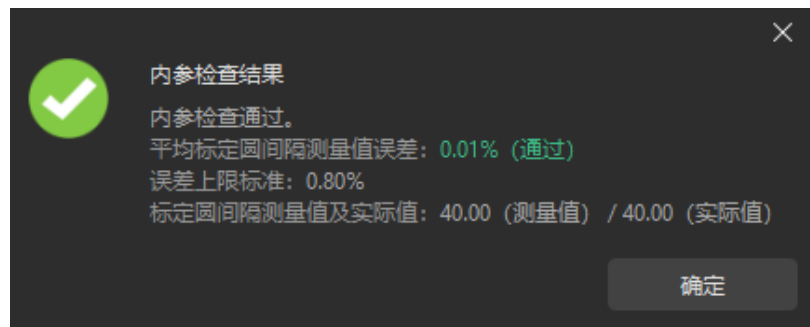 内参检查结果
内参检查通过。
平均标定圆间隔测量值误差：0.01%（通过）
误差上限标准：0.80%
标定圆间隔测量值及实际值：40.00（测量值） / 40.00（实际值）
确定